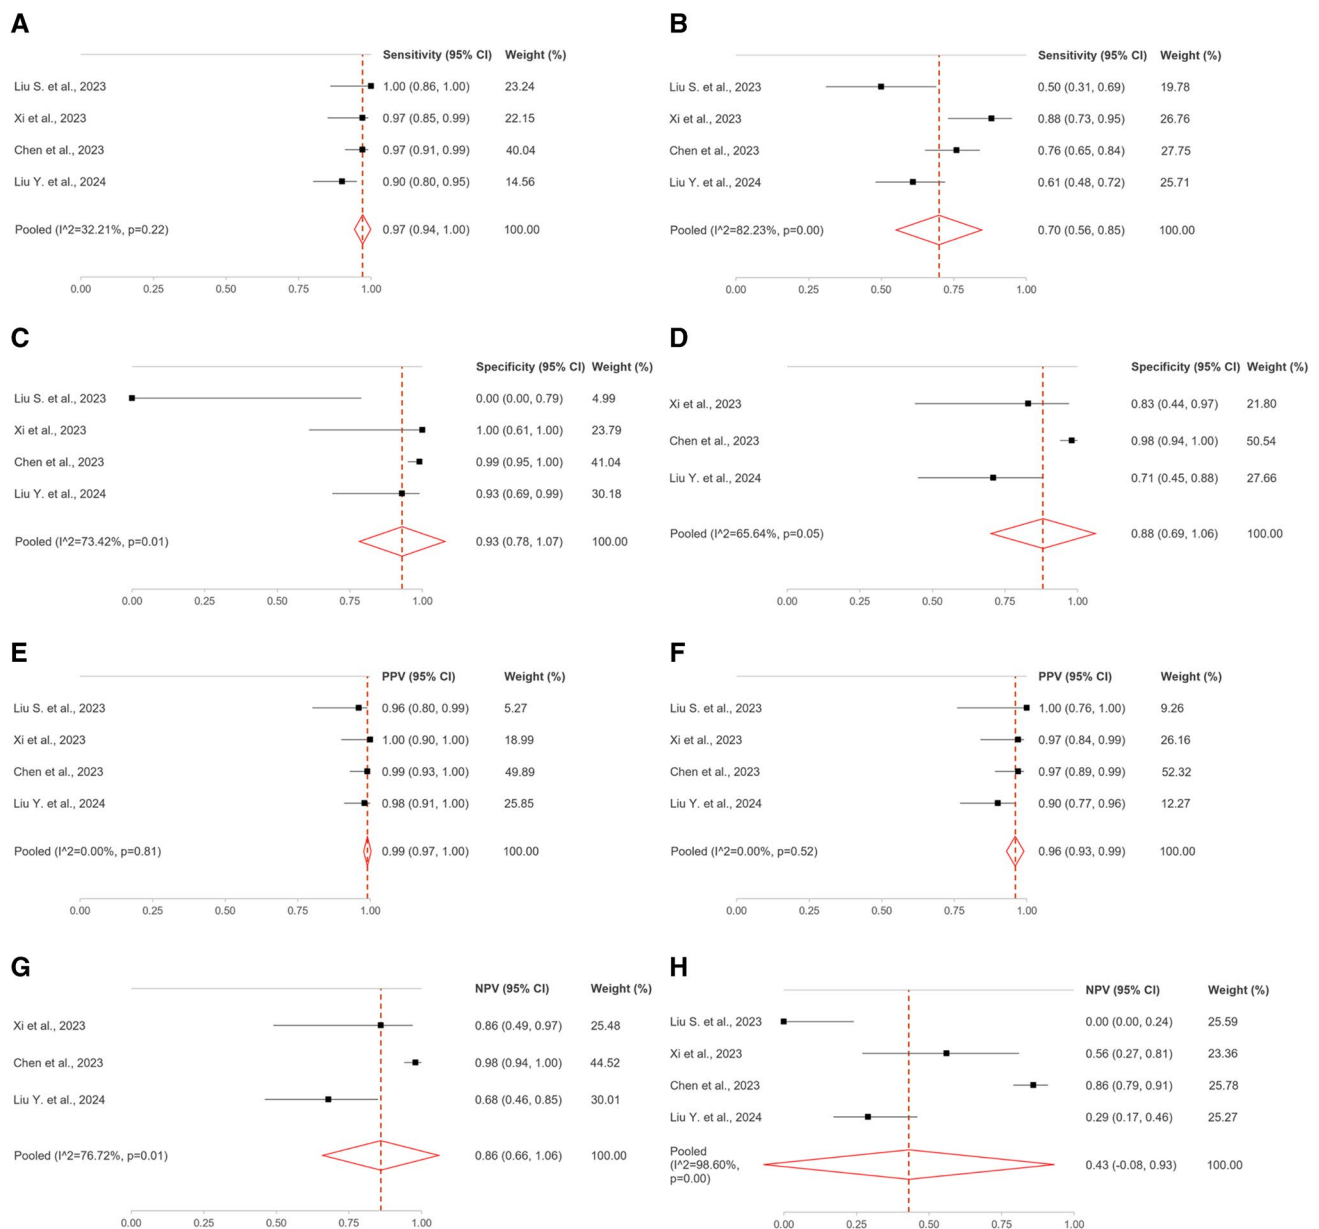 A
Sensitivity (95% CI) Weight (%)
Liu S. et al., 2023 1.00 (0.86, 1.00) 23.24
Xi et al., 2023 0.97 (0.85, 0.99) 22.15
Chen et al., 2023 0.97 (0.91, 0.99) 40.04
Liu Y. et al., 2024 0.90 (0.80, 0.95) 14.56
Pooled (I^2=32.21%, p=0.22) 0.97 (0.94, 1.00) 100.00
0.00 0.25 0.50 0.75 1.00
B
Sensitivity (95% CI) Weight (%)
Liu S. et al., 2023 0.50 (0.31, 0.69) 19.78
Xi et al., 2023 0.88 (0.73, 0.95) 26.76
Chen et al., 2023 0.76 (0.65, 0.84) 27.75
Liu Y. et al., 2024 0.61 (0.48, 0.72) 25.71
Pooled (I^2=82.23%, p=0.00) 0.70 (0.56, 0.85) 100.00
0.00 0.25 0.50 0.75 1.00
C
Specificity (95% CI) Weight (%)
Liu S. et al., 2023 0.00 (0.00, 0.79) 4.99
Xi et al., 2023 1.00 (0.61, 1.00) 23.79
Chen et al., 2023 0.99 (0.95, 1.00) 41.04
Liu Y. et al., 2024 0.93 (0.69, 0.99) 30.18
Pooled (I^2=73.42%, p=0.01) 0.93 (0.78, 1.07) 100.00
0.00 0.25 0.50 0.75 1.00
D
Specificity (95% CI) Weight (%)
Xi et al., 2023 0.83 (0.44, 0.97) 21.80
Chen et al., 2023 0.98 (0.94, 1.00) 50.54
Liu Y. et al., 2024 0.71 (0.45, 0.88) 27.66
Pooled (I^2=65.64%, p=0.05) 0.88 (0.69, 1.06) 100.00
0.00 0.25 0.50 0.75 1.00
E
PPV (95% CI) Weight (%)
Liu S. et al., 2023 0.96 (0.80, 0.99) 5.27
Xi et al., 2023 1.00 (0.90, 1.00) 18.99
Chen et al., 2023 0.99 (0.93, 1.00) 49.89
Liu Y. et al., 2024 0.98 (0.91, 1.00) 25.85
Pooled (I^2=0.00%, p=0.81) 0.99 (0.97, 1.00) 100.00
0.00 0.25 0.50 0.75 1.00
F
PPV (95% CI) Weight (%)
Liu S. et al., 2023 1.00 (0.76, 1.00) 9.26
Xi et al., 2023 0.97 (0.84, 0.99) 26.16
Chen et al., 2023 0.97 (0.89, 0.99) 52.32
Liu Y. et al., 2024 0.90 (0.77, 0.96) 12.27
Pooled (I^2=0.00%, p=0.52) 0.96 (0.93, 0.99) 100.00
0.00 0.25 0.50 0.75 1.00
G
NPV (95% CI) Weight (%)
Xi et al., 2023 0.86 (0.49, 0.97) 25.48
Chen et al., 2023 0.98 (0.94, 1.00) 44.52
Liu Y. et al., 2024 0.68 (0.46, 0.85) 30.01
Pooled (I^2=76.72%, p=0.01) 0.86 (0.66, 1.06) 100.00
0.00 0.25 0.50 0.75 1.00
H
NPV (95% CI) Weight (%)
Liu S. et al., 2023 0.00 (0.00, 0.24) 25.59
Xi et al., 2023 0.56 (0.27, 0.81) 23.36
Chen et al., 2023 0.86 (0.79, 0.91) 25.78
Liu Y. et al., 2024 0.29 (0.17, 0.46) 25.27
Pooled
(I^2=98.60%, 0.43 (-0.08, 0.93) 100.00
p=0.00)
0.00 0.25 0.50 0.75 1.00